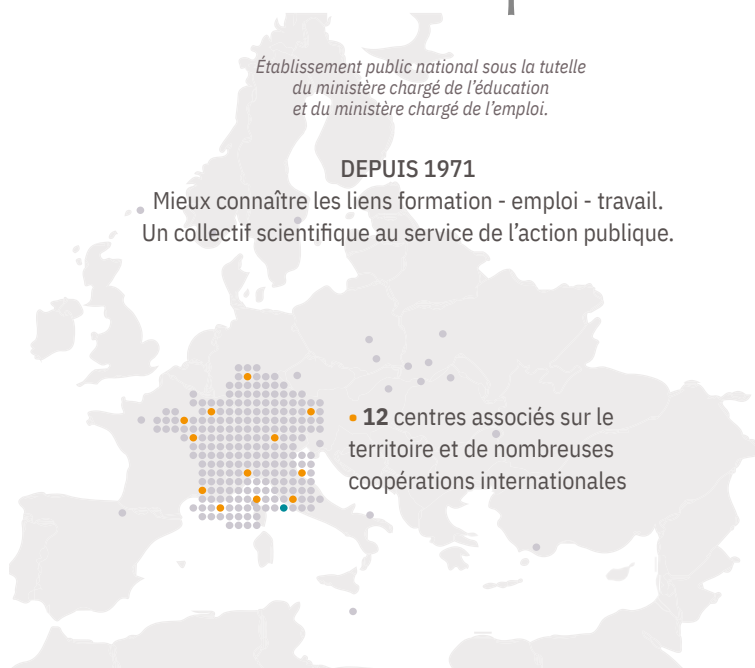 Établissement public national sous la tutelle
du ministère chargé de l’éducation
et du ministère chargé de l’emploi.
DEPUIS 1971
Mieux connaître les liens formation - emploi - travail.
Un collectif scientifique au service de l’action publique.
• 12 centres associés sur le
territoire et de nombreuses
coopérations internationales